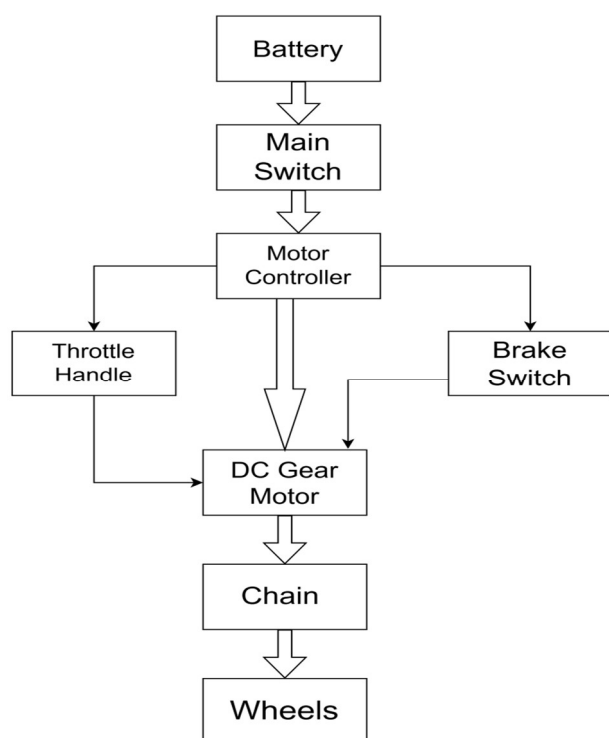 Battery
Main
Switch
Motor
Controller
Throttle
Handle
Brake
Switch
DC Gear
Motor
Chain
Wheels